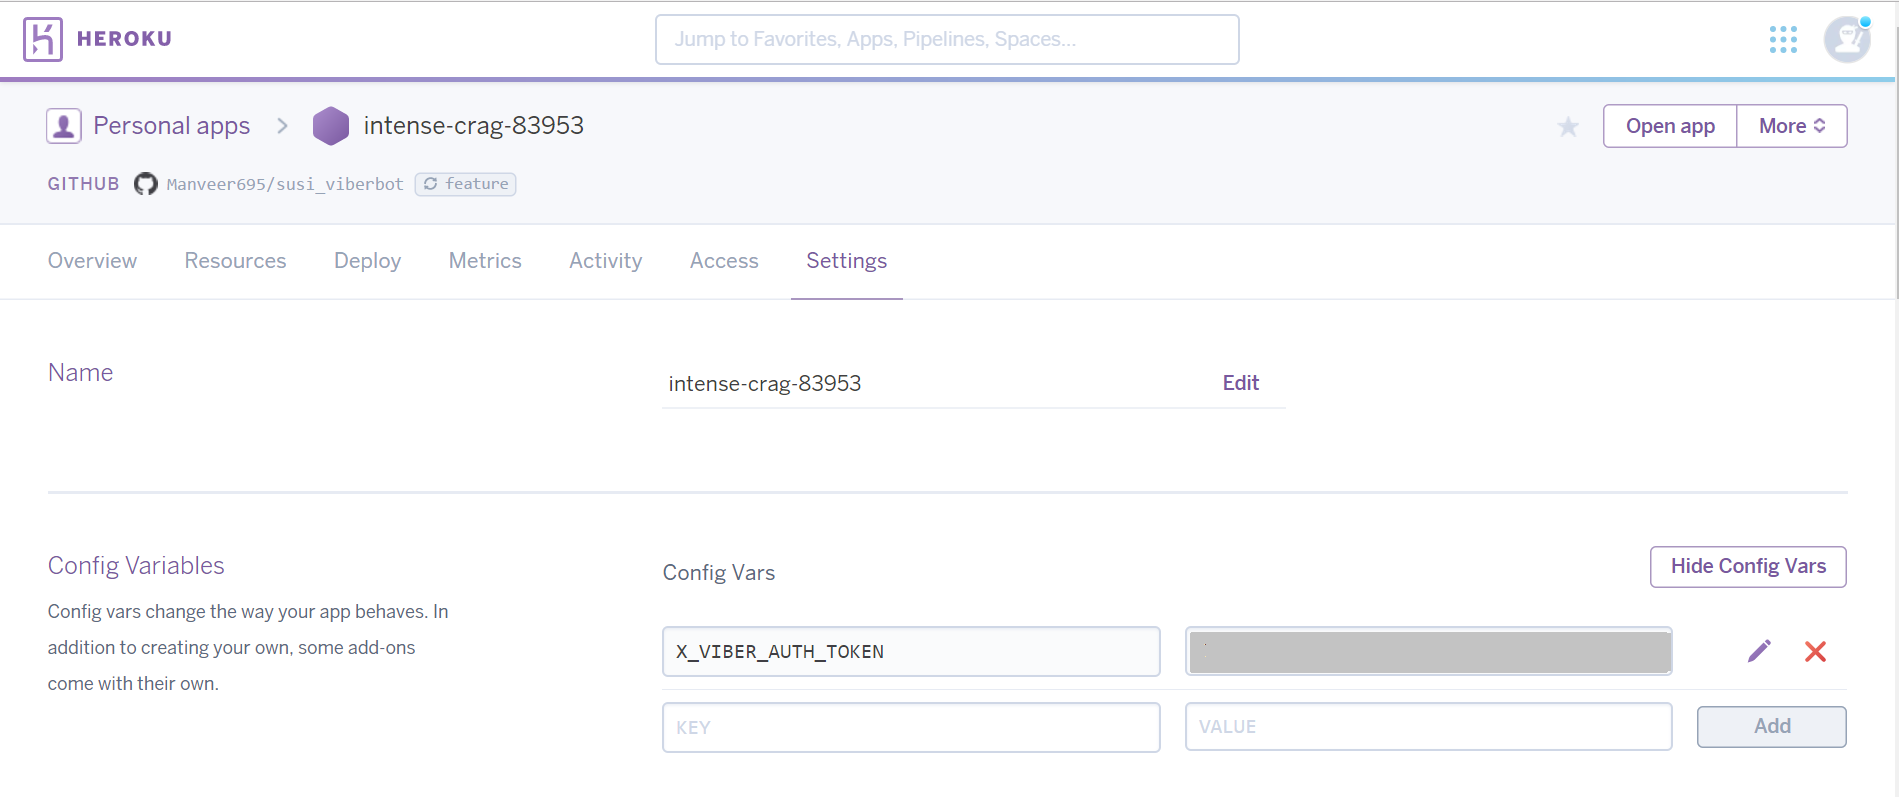 HEROKU
Jump to Favorites, Apps, Pipelines, Spaces...
Personal apps > intense-crag-83953
Open app
More
GITHUB Manveer695/susi_viberbot feature
Overview Resources Deploy Metrics Activity Access Settings
Name
intense-crag-83953
Edit
Config Variables
Config vars change the way your app behaves. In
addition to creating your own, some add-ons
come with their own.
Config Vars
Hide Config Vars
X_VIBER_AUTH_TOKEN
KEY
VALUE
Add